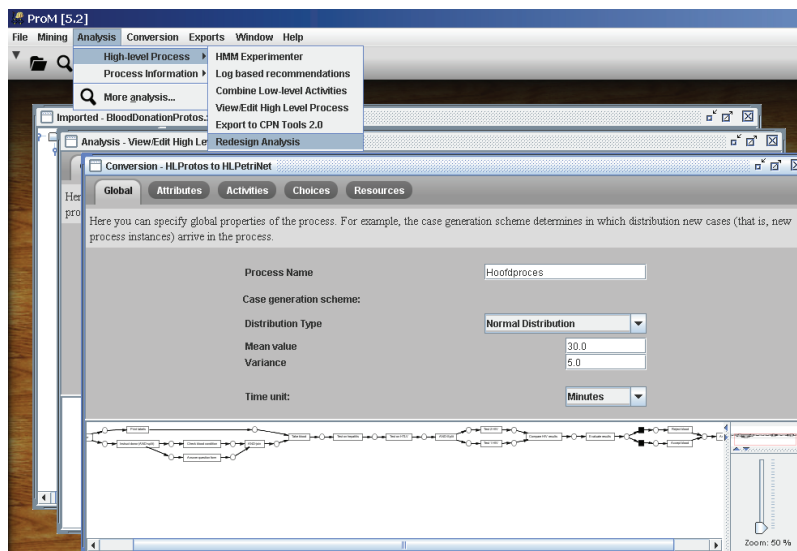 ProM [5.2]
File Mining Analysis Conversion Exports Window Help
High-level Process
Process Information
More analysis...
HMM Experimenter
Log based recommendations
Combine Low-level Activities
View/Edit High Level Process
Export to CPN Tools 2.0
Redesign Analysis
Imported - BloodDonationProtos.
Analysis - View/Edit High Le
Her
pro
Conversion - HLProtos to HLPetriNet
Global Attributes Activities Choices Resources
Here you can specify global properties of the process. For example, the case generation scheme determines in which distribution new cases (that is, new
process instances) arrive in the process.
Process Name Hoofdproces
Case generation scheme:
Distribution Type Normal Distribution
Mean value 30.0
Variance 5.0
Time unit: Minutes
Zoom: 50 %